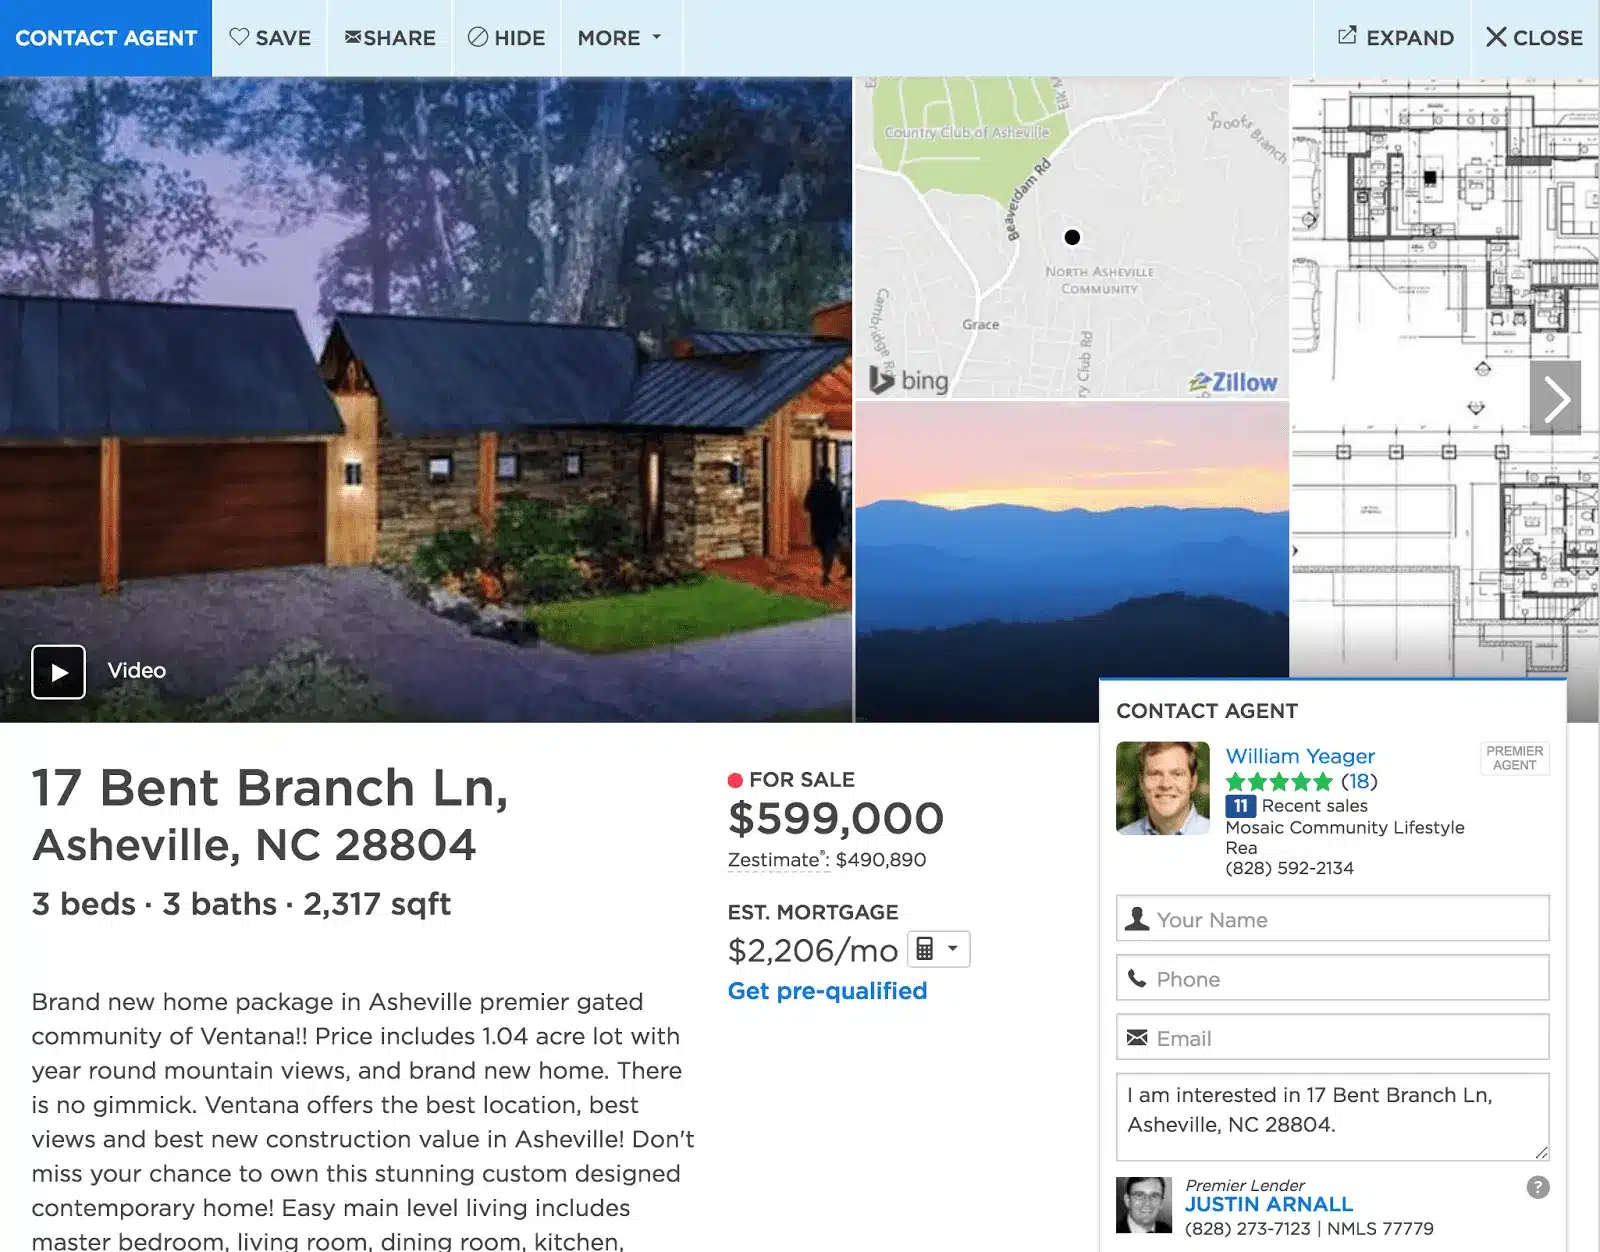 CONTACT AGENT
SAVE
SHARE
HIDE
MORE
EXPAND
CLOSE
Country Club of Asheville
Elk M
Spooks Branch
Beaverdam Rd
NORTH ASHEVILLE
COMMUNITY
Grace
Cambridge Rd
ry Club Rd
bing
Zillow
Video
17 Bent Branch Ln,
Asheville, NC 28804
3 beds · 3 baths · 2,317 sqft
Brand new home package in Asheville premier gated
community of Ventana!! Price includes 1.04 acre lot with
year round mountain views, and brand new home. There
is no gimmick. Ventana offers the best location, best
views and best new construction value in Asheville! Don't
miss your chance to own this stunning custom designed
contemporary home! Easy main level living includes
master bedroom, living room, dining room, kitchen,
FOR SALE
$599,000
Zestimate®: $490,890
EST. MORTGAGE
$2,206/mo
Get pre-qualified
CONTACT AGENT
William Yeager
(18)
11 Recent sales
Mosaic Community Lifestyle
Rea
(828) 592-2134
PREMIER
AGENT
Your Name
Phone
Email
I am interested in 17 Bent Branch Ln,
Asheville, NC 28804.
Premier Lender
JUSTIN ARNALL
(828) 273-7123 | NMLS 77779
?